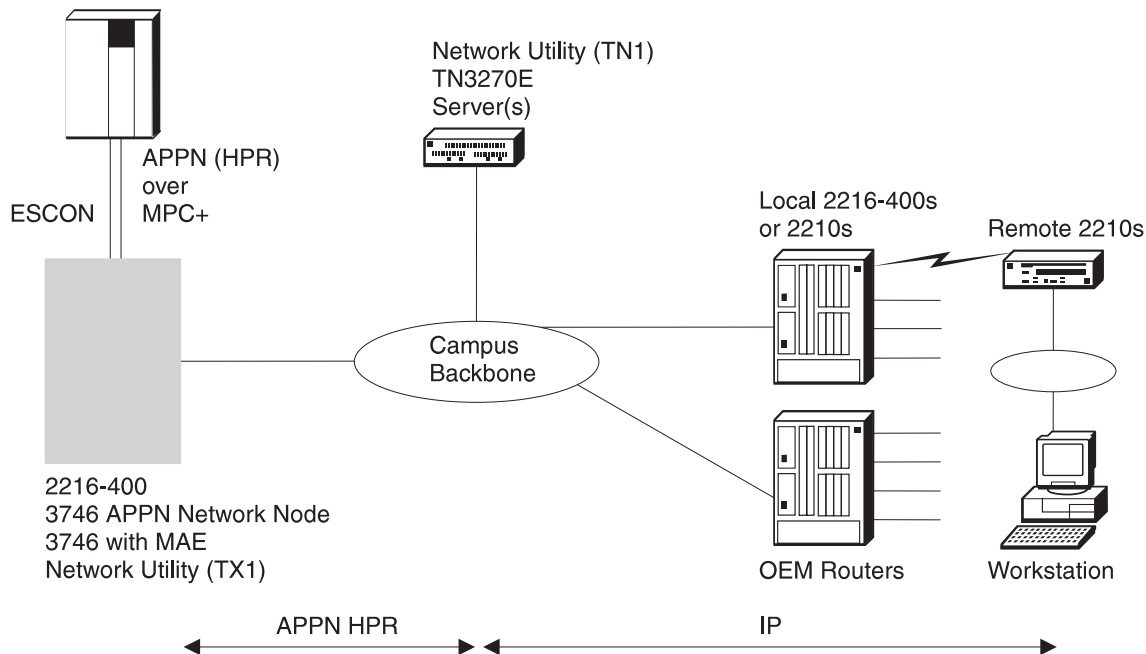 Network Utility (TN1)
TN3270E
Server(s)
APPN (HPR)
over
MPC+
ESCON
Local 2216-400s
or 2210s
Remote 2210s
Campus
Backbone
2216-400
3746 APPN Network Node
3746 with MAE
Network Utility (TX1)
OEM Routers
Workstation
APPN HPR
IP